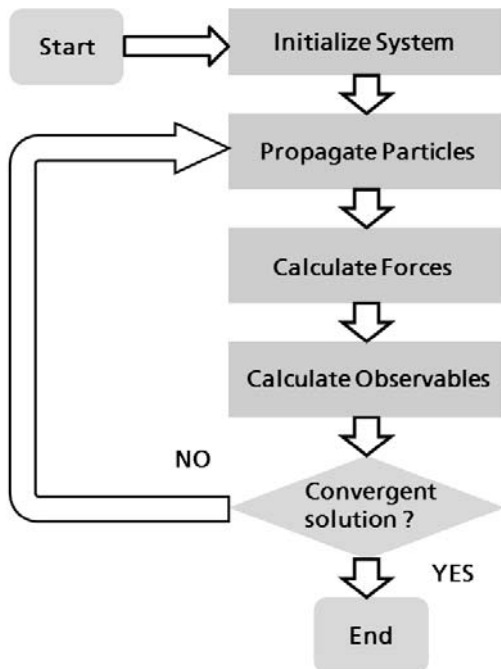 Start
Initialize System
Propagate Particles
Calculate Forces
Calculate Observables
NO
Convergent
solution ?
YES
End